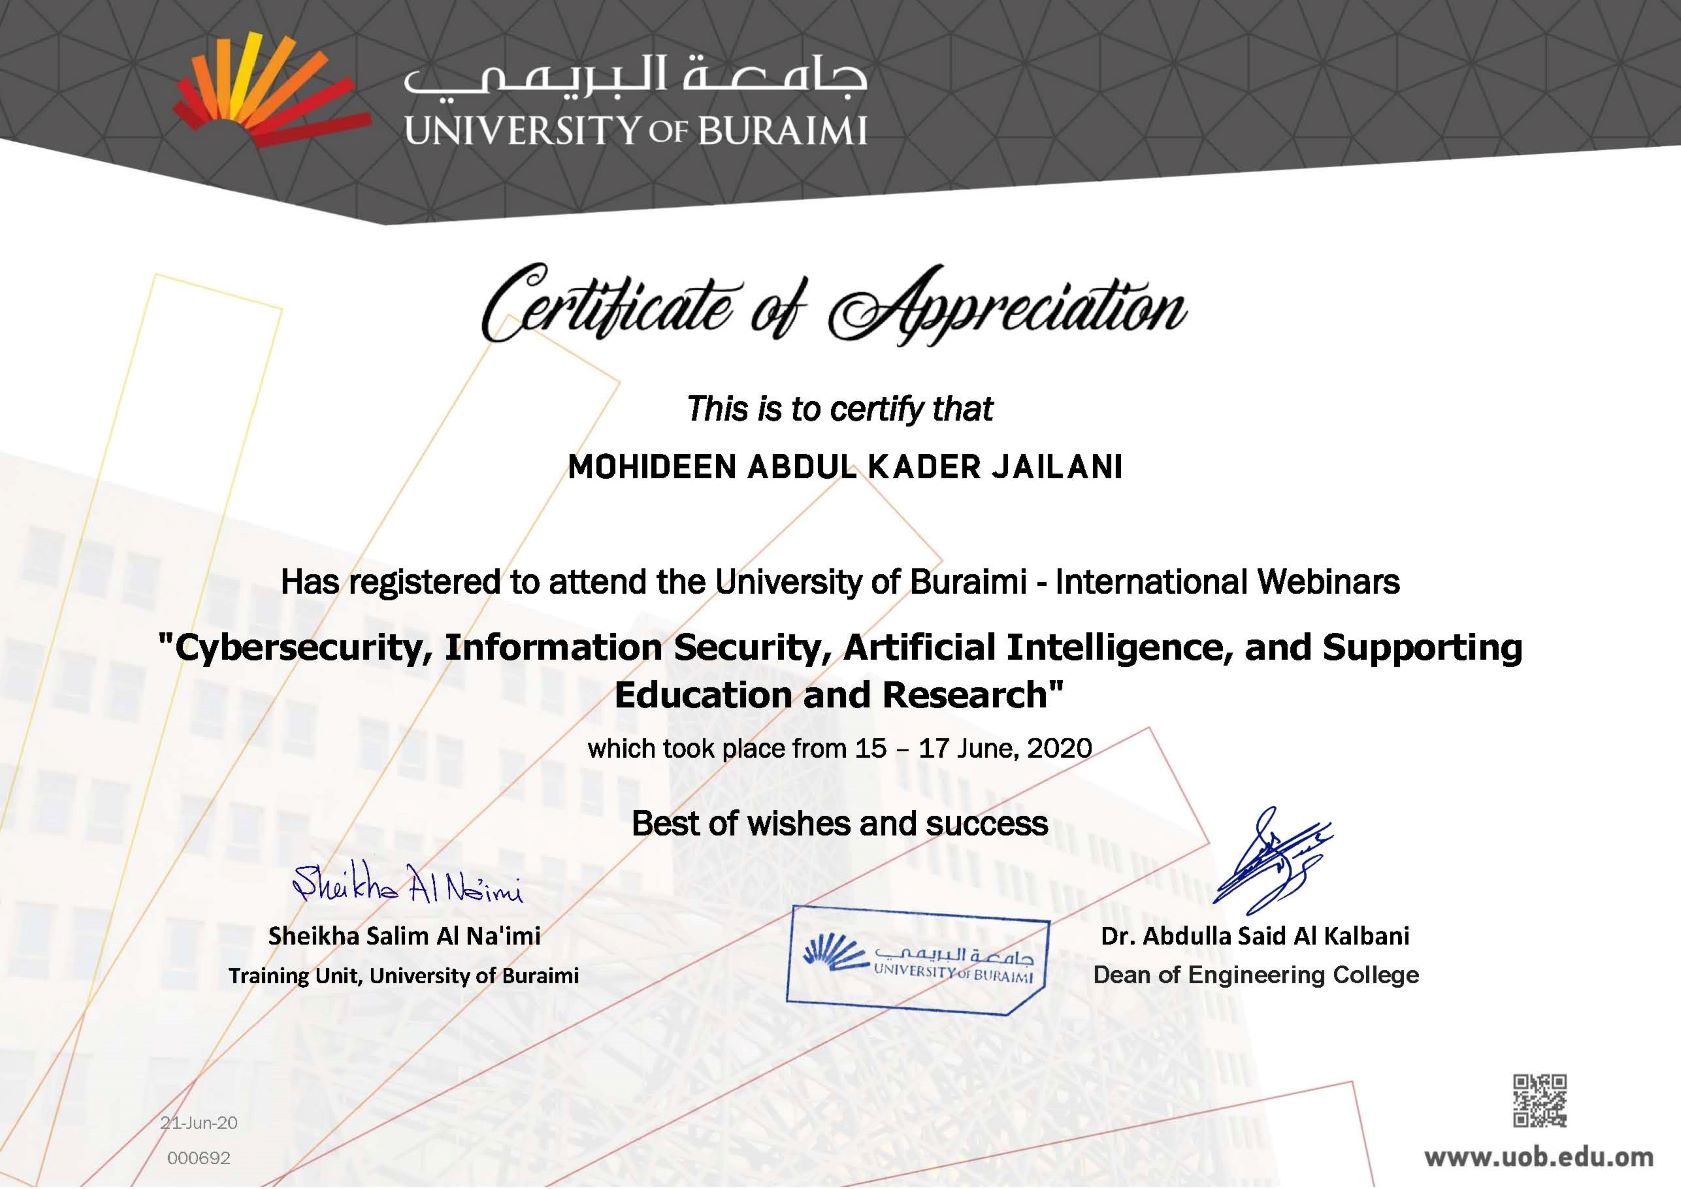 جامعة البريمي
UNIVERSITY OF BURAIMI
Certificate of Appreciation
This is to certify that
MOHIDEEN ABDUL KADER JAILANI
Has registered to attend the University of Buraimi - International Webinars
"Cybersecurity, Information Security, Artificial Intelligence, and Supporting
Education and Research"
which took place from 15 – 17 June, 2020
Best of wishes and success
Sheikha Al Na'imi
Sheikha Salim Al Na'imi
Training Unit, University of Buraimi
جامعة البريمي
UNIVERSITY OF BURAIMI
Dr. Abdulla Said Al Kalbani
Dean of Engineering College
21-Jun-20
000692
www.uob.edu.om